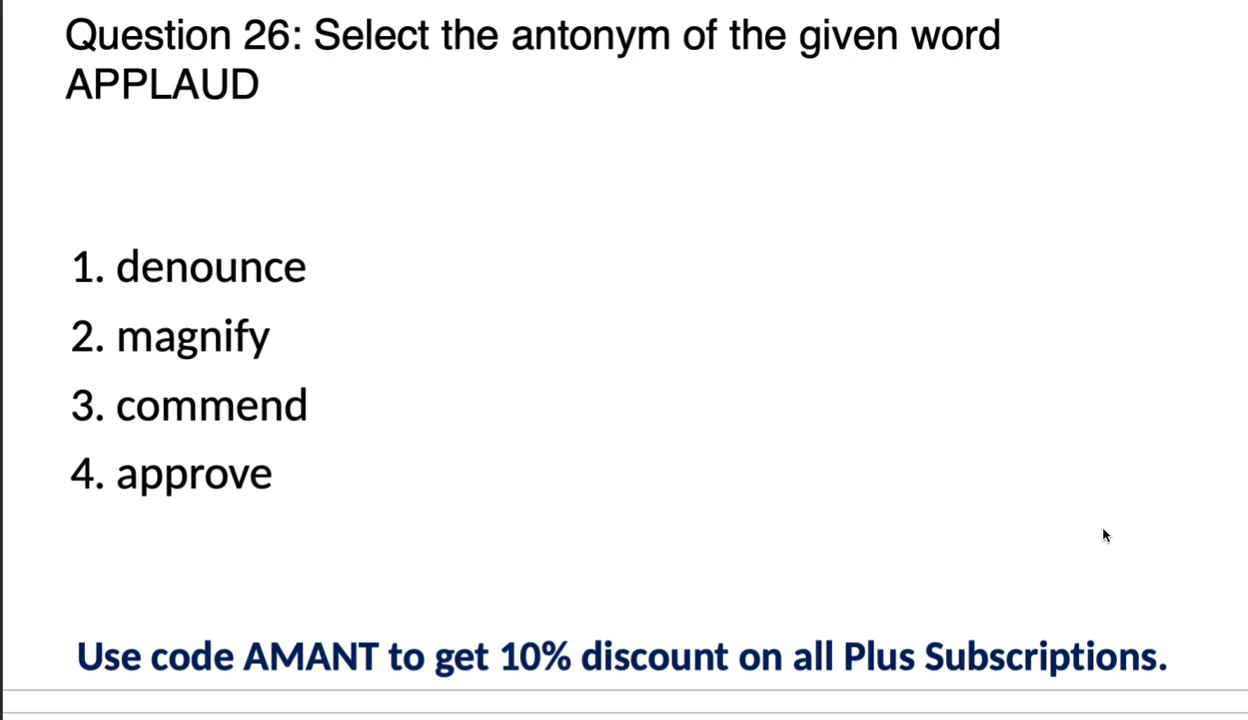 Question 26: Select the antonym of the given word
APPLAUD
1. denounce
2. magnify
3. commend
4. approve
Use code AMANT to get 10% discount on all Plus Subscriptions.